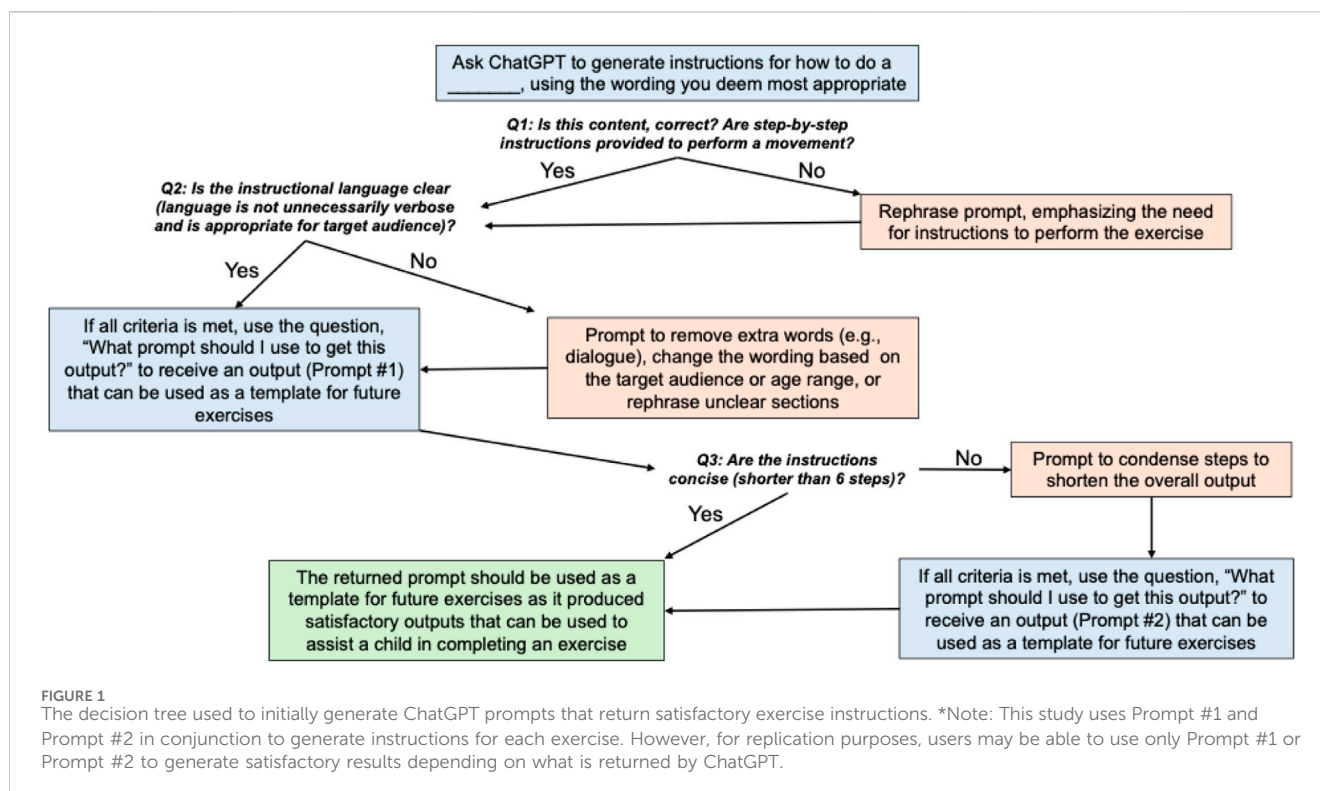 Ask ChatGPT to generate instructions for how to do a
_______, using the wording you deem most appropriate
Q1: Is this content, correct? Are step-by-step
instructions provided to perform a movement?
Yes
No
Q2: Is the instructional language clear
(language is not unnecessarily verbose
and is appropriate for target audience)?
Rephrase prompt, emphasizing the need
for instructions to perform the exercise
Yes
No
If all criteria is met, use the question,
“What prompt should I use to get this
output?” to receive an output (Prompt #1)
that can be used as a template for future
exercises
Prompt to remove extra words (e.g.,
dialogue), change the wording based on
the target audience or age range, or
rephrase unclear sections
Q3: Are the instructions
concise (shorter than 6 steps)?
No
Prompt to condense steps to
shorten the overall output
Yes
The returned prompt should be used as a
template for future exercises as it produced
satisfactory outputs that can be used to
assist a child in completing an exercise
If all criteria is met, use the question, “What
prompt should I use to get this output?” to
receive an output (Prompt #2) that can be
used as a template for future exercises
FIGURE 1
The decision tree used to initially generate ChatGPT prompts that return satisfactory exercise instructions. *Note: This study uses Prompt #1 and
Prompt #2 in conjunction to generate instructions for each exercise. However, for replication purposes, users may be able to use only Prompt #1 or
Prompt #2 to generate satisfactory results depending on what is returned by ChatGPT.